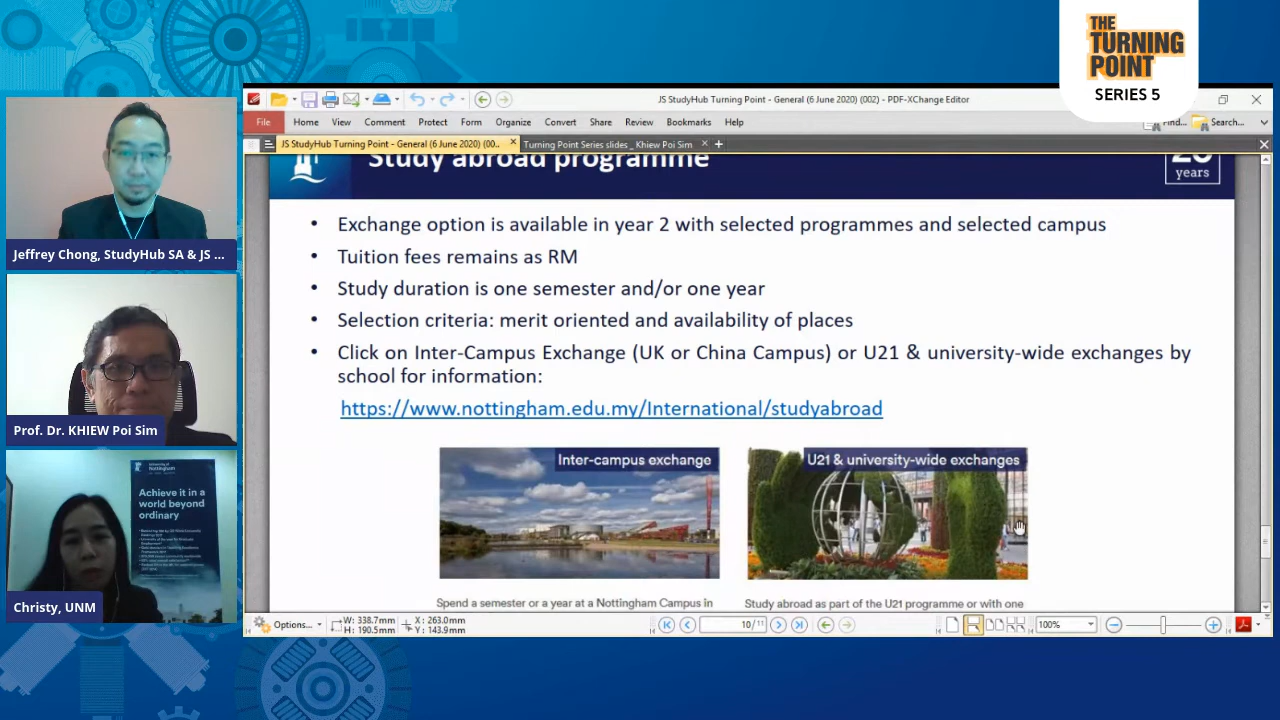 THE
TURNING
POINT
SERIES 5
JS StudyHub Turning Point - General (6 June 2020) (002) - PDF-XChange Editor
File Home View Comment Protect Form Organize Convert Share Review Bookmarks Help
Find... Search...
JS StudyHub Turning Point - General (6 June 2020) (00...
Turning Point Series slides _ Khiew Poi Sim
Study abroad programme
years
• Exchange option is available in year 2 with selected programmes and selected campus
• Tuition fees remains as RM
• Study duration is one semester and/or one year
• Selection criteria: merit oriented and availability of places
• Click on Inter-Campus Exchange (UK or China Campus) or U21 & university-wide exchanges by
school for information:
https://www.nottingham.edu.my/International/studyabroad
Inter-campus exchange
U21 & university-wide exchanges
Spend a semester or a year at a Nottingham Campus in
Study abroad as part of the U21 programme or with one
Options...
W: 338.7mm
H: 190.5mm
X: 263.0mm
Y: 143.9mm
10/11
100%
Jeffrey Chong, StudyHub SA & JS ...
Prof. Dr. KHIEW Poi Sim
University of
Nottingham
Achieve it in a
world beyond
ordinary
Christy, UNM